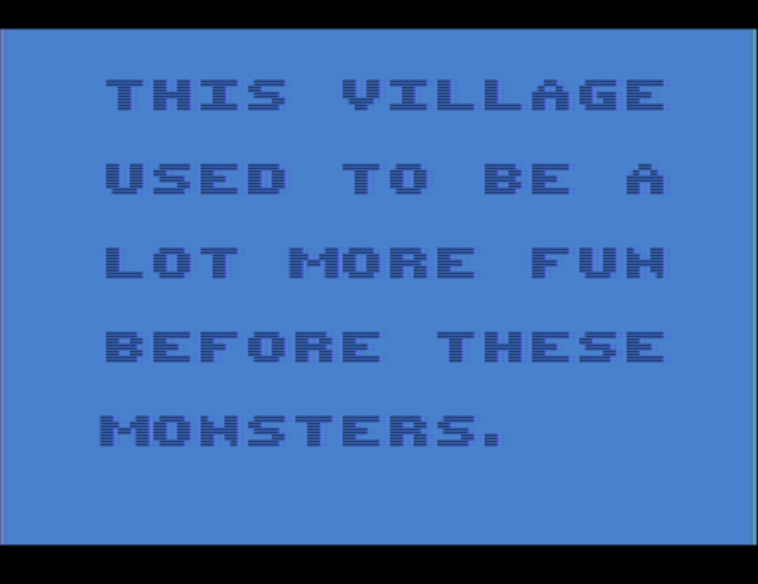 THIS VILLAGE
USED TO BE A
LOT MORE FUN
BEFORE THESE
MONSTERS.